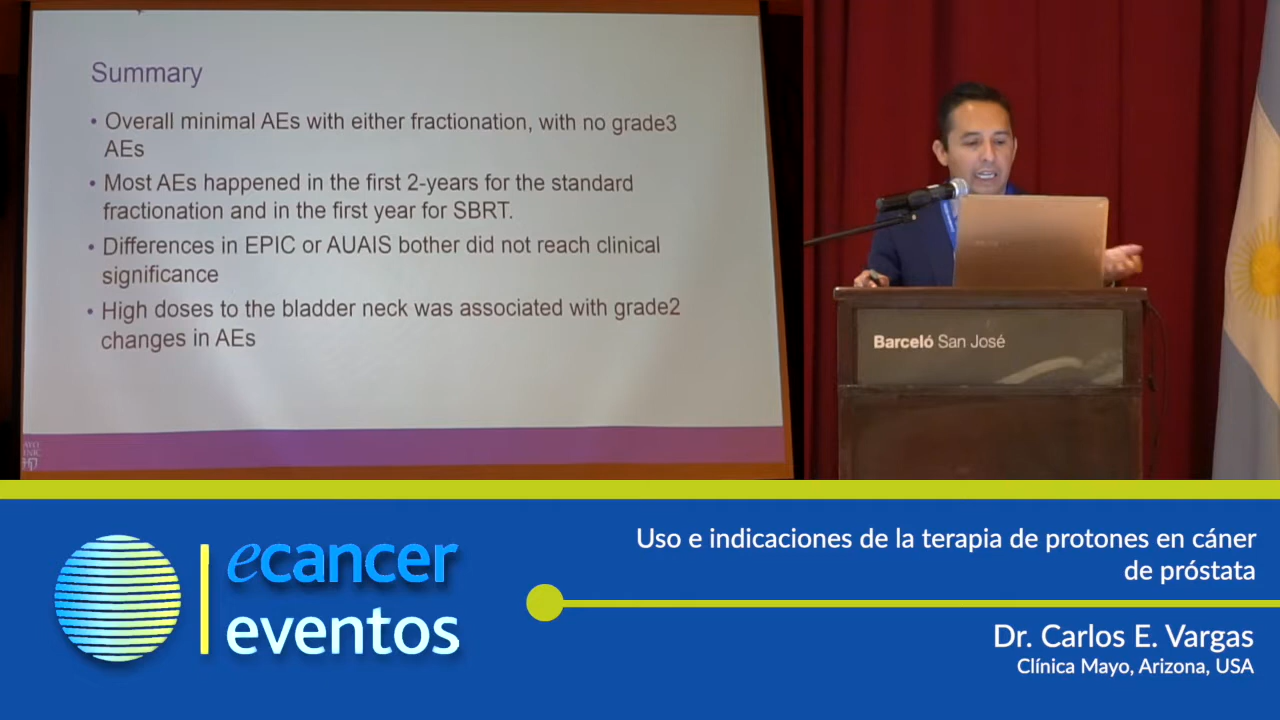 Summary
• Overall minimal AEs with either fractionation, with no grade3
AEs
• Most AEs happened in the first 2-years for the standard
fractionation and in the first year for SBRT.
• Differences in EPIC or AUAIS bother did not reach clinical
significance
• High doses to the bladder neck was associated with grade2
changes in AEs
Barceló San José
ecancer
eventos
Uso e indicaciones de la terapia de protones en cáner
de próstata
Dr. Carlos E. Vargas
Clínica Mayo, Arizona, USA